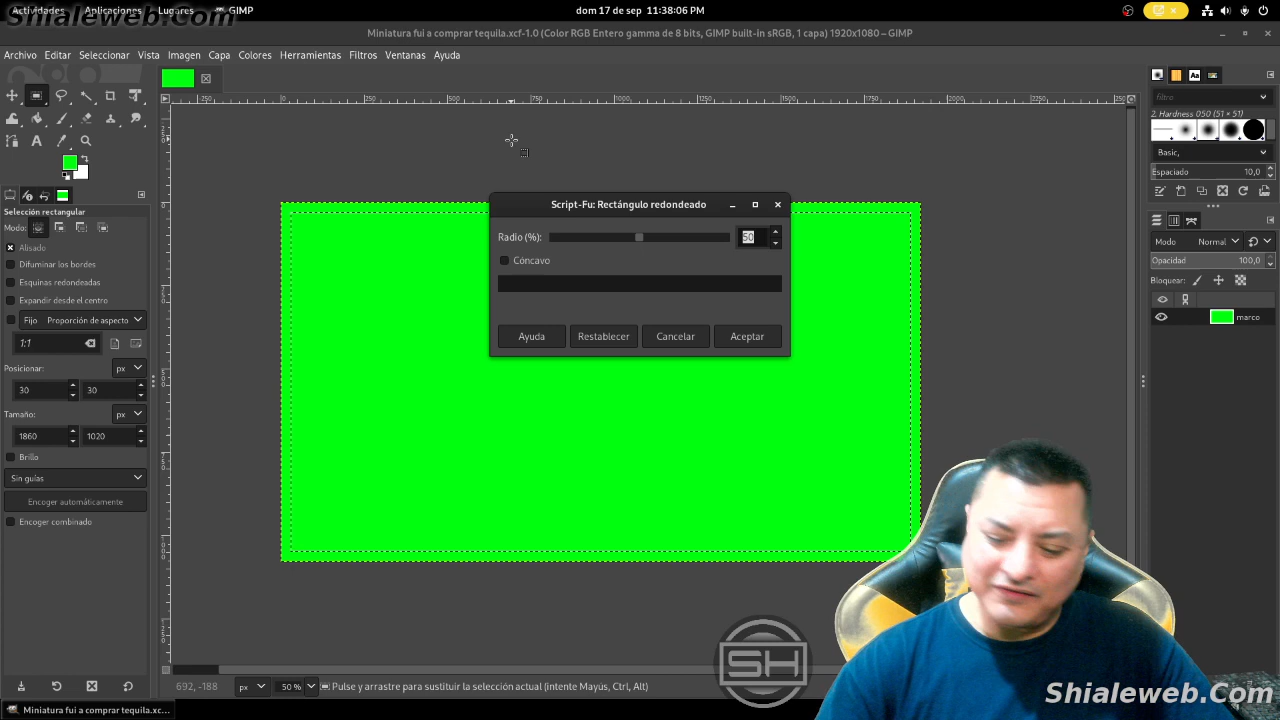 Actividades Aplicaciones Lugares GIMP dom 17 de sep 11:38:06 PM
Shialeweb.Com
Miniatura fui a comprar tequila.xcf-1.0 (Color RGB Entero gamma de 8 bits, GIMP built-in sRGB, 1 capa) 1920x1080 – GIMP
Archivo Editar Seleccionar Vista Imagen Capa Colores Herramientas Filtros Ventanas Ayuda
filtro
2. Hardness 050 (51 × 51)
Basic,
Espaciado 10,0
Selección rectangular
Modo:
Alisado
Difuminar los bordes
Esquinas redondeadas
Expandir desde el centro
Fijo Proporción de aspecto
1:1
Posicionar: px
30 30
Tamaño: px
1860 1020
Brillo
Sin guías
Encoger automáticamente
Encoger combinado
Script-Fu: Rectángulo redondeado
Radio (%): 50
Cóncavo
Ayuda Restablecer Cancelar Aceptar
Modo Normal
Opacidad 100,0
Bloquear:
marco
SH
692, -188 px 50 % Pulse y arrastre para sustituir la selección actual (intente Mayús, Ctrl, Alt)
Shialeweb.Com
Miniatura fui a comprar tequila.xc…